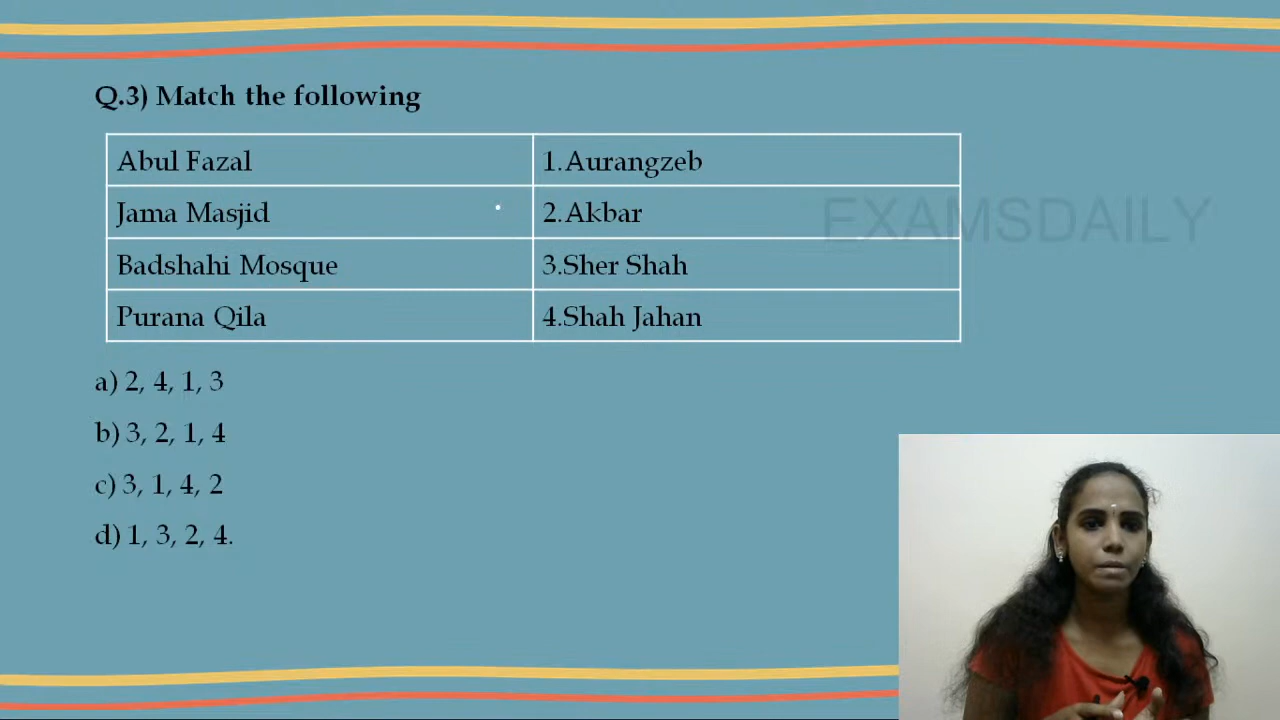 Q.3) Match the following
Abul Fazal 1.Aurangzeb
Jama Masjid 2.Akbar
EXAMSDAILY
Badshahi Mosque 3.Sher Shah
Purana Qila 4.Shah Jahan
a) 2, 4, 1, 3
b) 3, 2, 1, 4
c) 3, 1, 4, 2
d) 1, 3, 2, 4.